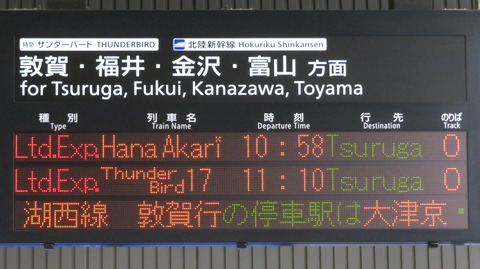 特急 サンダーバード THUNDERBIRD 北陸新幹線 Hokuriku Shinkansen
敦賀・福井・金沢・富山 方面
for Tsuruga, Fukui, Kanazawa, Toyama
種別 列車名 時刻 行先 のりば
Type Train Name Departure Time Destination Track
Ltd.Exp. Hana Akari 10:58 Tsuruga 0
Ltd.Exp. Thunder Bird 17 11:10 Tsuruga 0
湖西線 敦賀行の停車駅は大津京